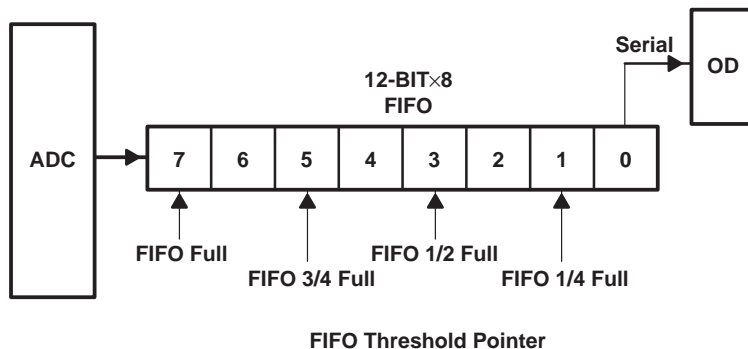 Serial
OD
12-BIT×8
FIFO
ADC
7 6 5 4 3 2 1 0
FIFO Full
FIFO 1/2 Full
FIFO 3/4 Full
FIFO 1/4 Full
FIFO Threshold Pointer